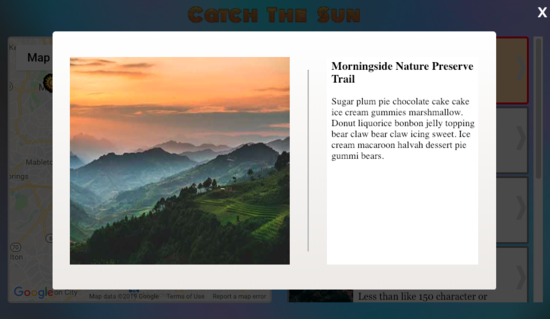 Catch The Sun
X
Map
Morningside Nature Preserve
Trail
Sugar plum pie chocolate cake cake
ice cream gummies marshmallow.
Donut liquorice bonbon jelly topping
bear claw bear claw icing sweet. Ice
cream macaroon halvah dessert pie
gummi bears.
Google
on City
Map data ©2019 Google
Terms of Use
Report a map error
Less than like 150 character or